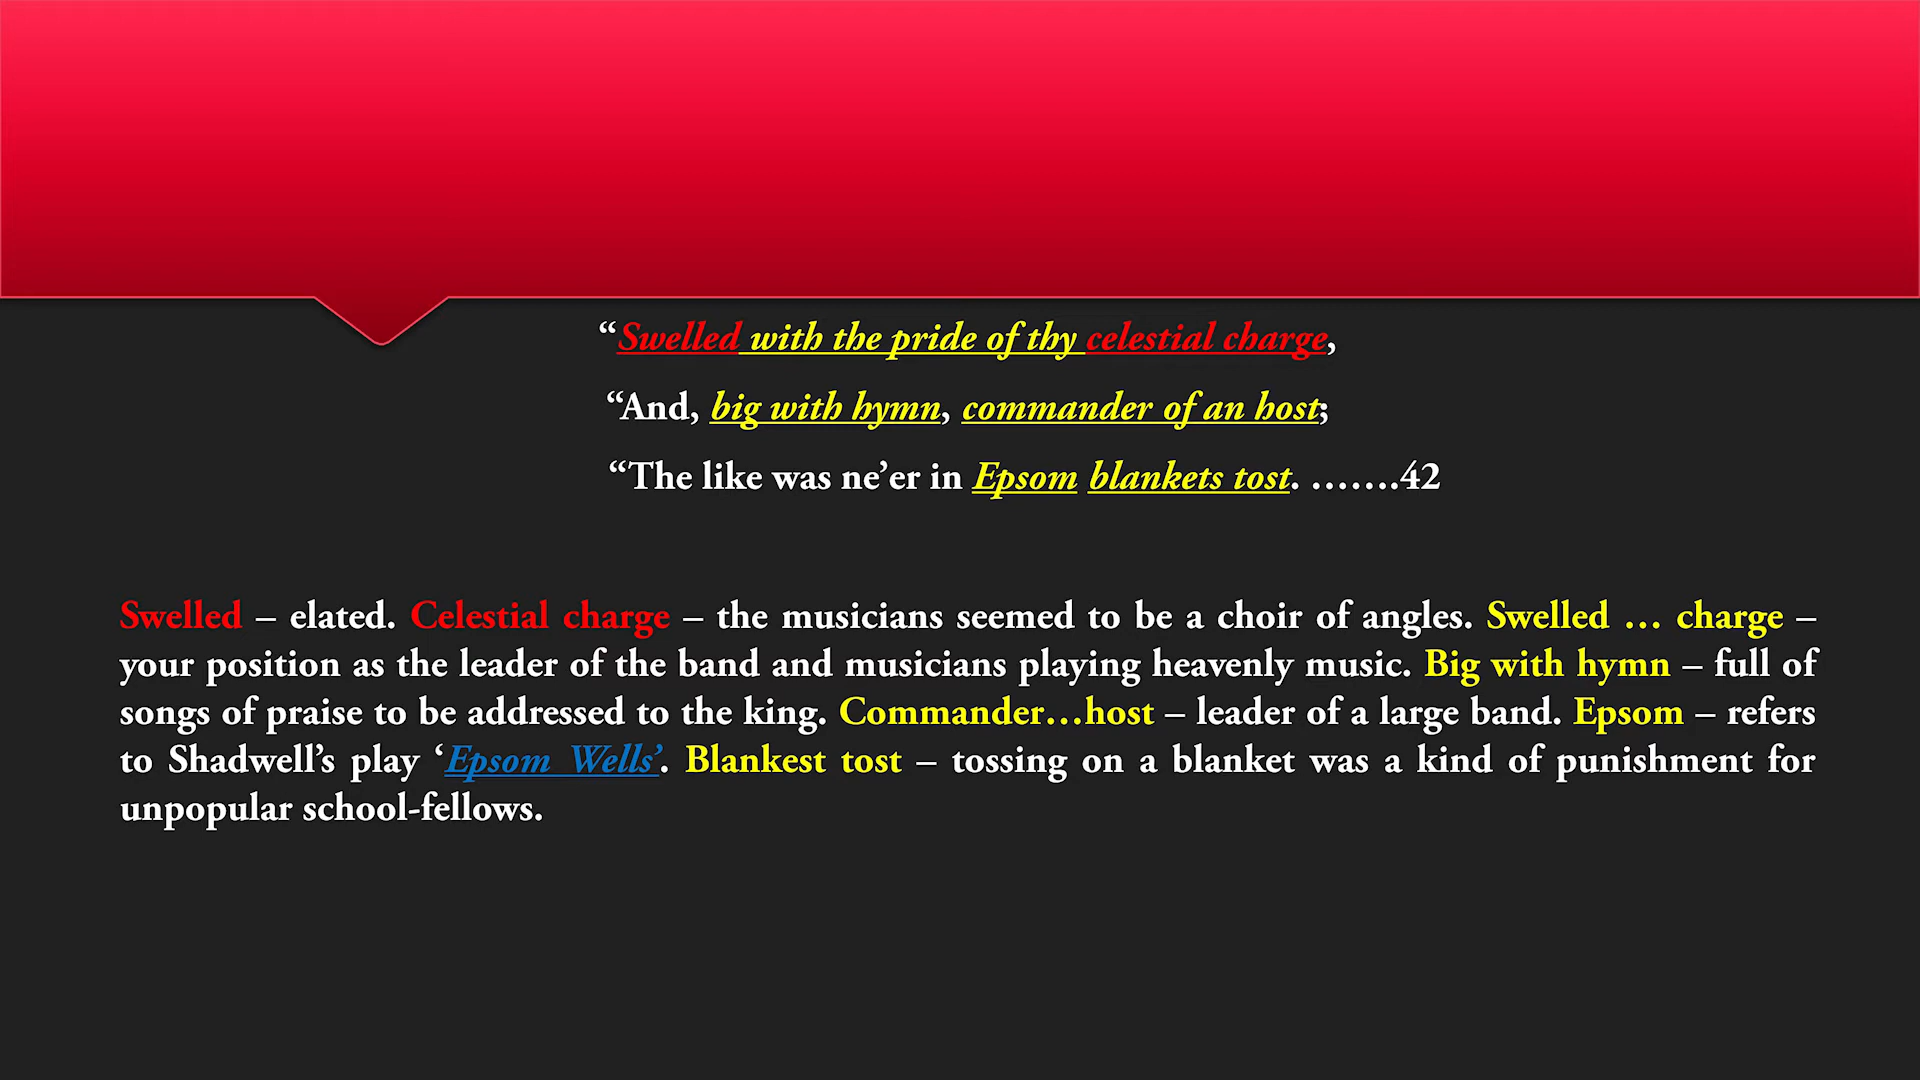 “Swelled with the pride of thy celestial charge,
“And, big with hymn, commander of an host;
“The like was ne’er in Epsom blankets tost. …….42
Swelled – elated. Celestial charge – the musicians seemed to be a choir of angles. Swelled … charge –
your position as the leader of the band and musicians playing heavenly music. Big with hymn – full of
songs of praise to be addressed to the king. Commander…host – leader of a large band. Epsom – refers
to Shadwell’s play ‘Epsom Wells’. Blankest tost – tossing on a blanket was a kind of punishment for
unpopular school-fellows.